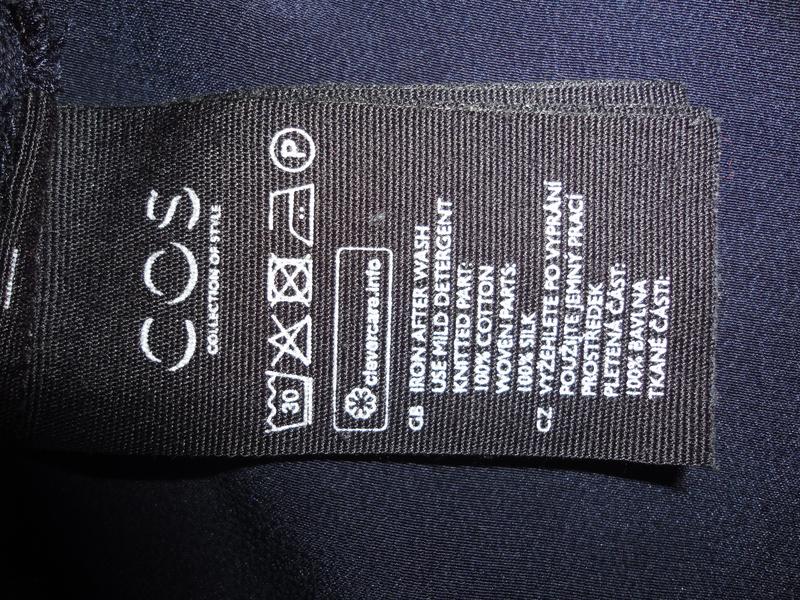 COS
COLLECTION OF STYLE
30 P
clevercare.info
GB IRON AFTER WASH
USE MILD DETERGENT
KNITTED PART:
100% COTTON
WOVEN PARTS:
100% SILK
CZ VYŽEHLETE PO VYPRÁNÍ
POUŽIJTE JEMNÝ PRACÍ
PROSTŘEDEK
PLETENÁ ČÁST:
100% BAVLNA
TKANÉ ČÁSTI: